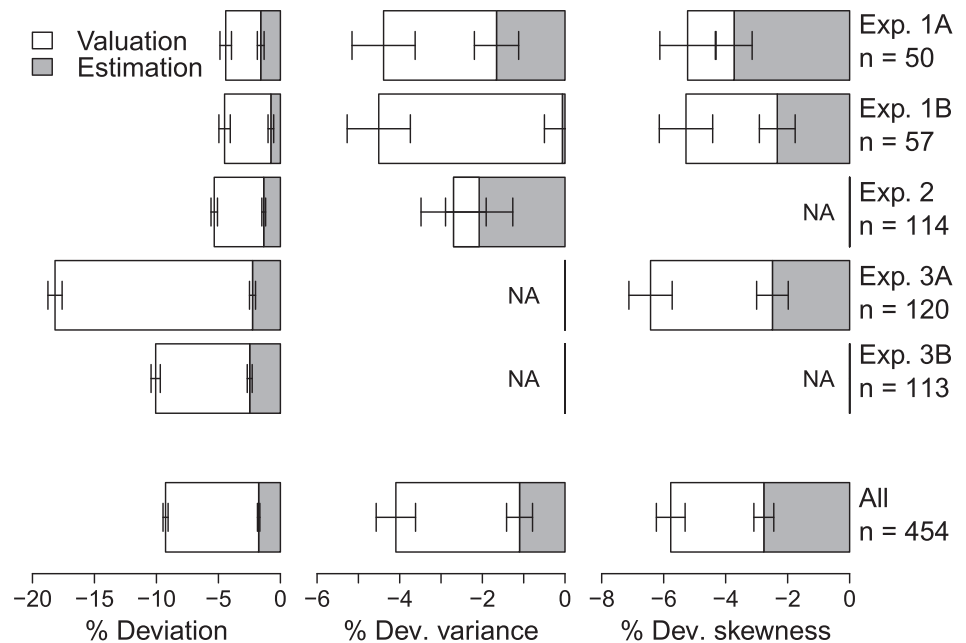 Valuation
Estimation
Exp. 1A
n = 50
Exp. 1B
n = 57
NA
Exp. 2
n = 114
NA
Exp. 3A
n = 120
NA
NA
Exp. 3B
n = 113
All
n = 454
−20 −15 −10 −5 0
−6 −4 −2 0
−8 −6 −4 −2 0
% Deviation
% Dev. variance
% Dev. skewness